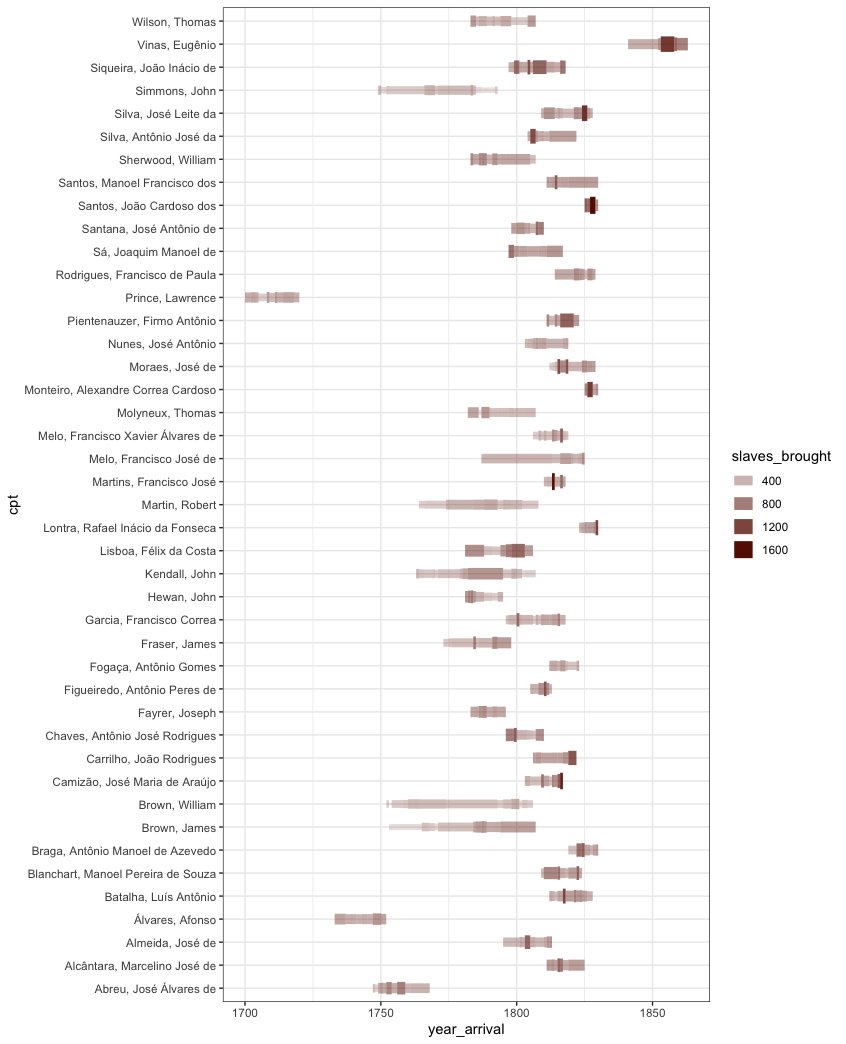 Wilson, Thomas
Vinas, Eugênio
Siqueira, João Inácio de
Simmons, John
Silva, José Leite da
Silva, Antônio José da
Sherwood, William
Santos, Manoel Francisco dos
Santos, João Cardoso dos
Santana, José Antônio de
Sá, Joaquim Manoel de
Rodrigues, Francisco de Paula
Prince, Lawrence
Pientenauzer, Firmo Antônio
Nunes, José Antônio
Moraes, José de
Monteiro, Alexandre Correa Cardoso
Molyneux, Thomas
Melo, Francisco Xavier Álvares de
Melo, Francisco José de
Martins, Francisco José
Martin, Robert
Lontra, Rafael Inácio da Fonseca
Lisboa, Félix da Costa
Kendall, John
Hewan, John
Garcia, Francisco Correa
Fraser, James
Fogaça, Antônio Gomes
Figueiredo, Antônio Peres de
Fayrer, Joseph
Chaves, Antônio José Rodrigues
Carrilho, João Rodrigues
Camizão, José Maria de Araújo
Brown, William
Brown, James
Braga, Antônio Manoel de Azevedo
Blanchart, Manoel Pereira de Souza
Batalha, Luís Antônio
Álvares, Afonso
Almeida, José de
Alcântara, Marcelino José de
Abreu, José Álvares de
cpt
1700 1750 1800 1850
year_arrival
slaves_brought
400
800
1200
1600